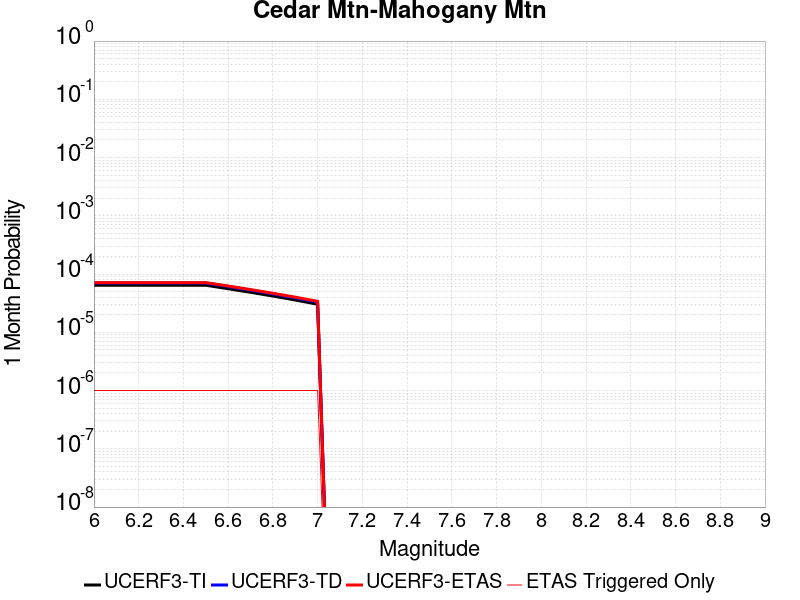 Cedar Mtn-Mahogany Mtn
1 Month Probability
10^0
10^-1
10^-2
10^-3
10^-4
10^-5
10^-6
10^-7
10^-8
6 6.2 6.4 6.6 6.8 7 7.2 7.4 7.6 7.8 8 8.2 8.4 8.6 8.8 9
Magnitude
UCERF3-TI UCERF3-TD UCERF3-ETAS ETAS Triggered Only